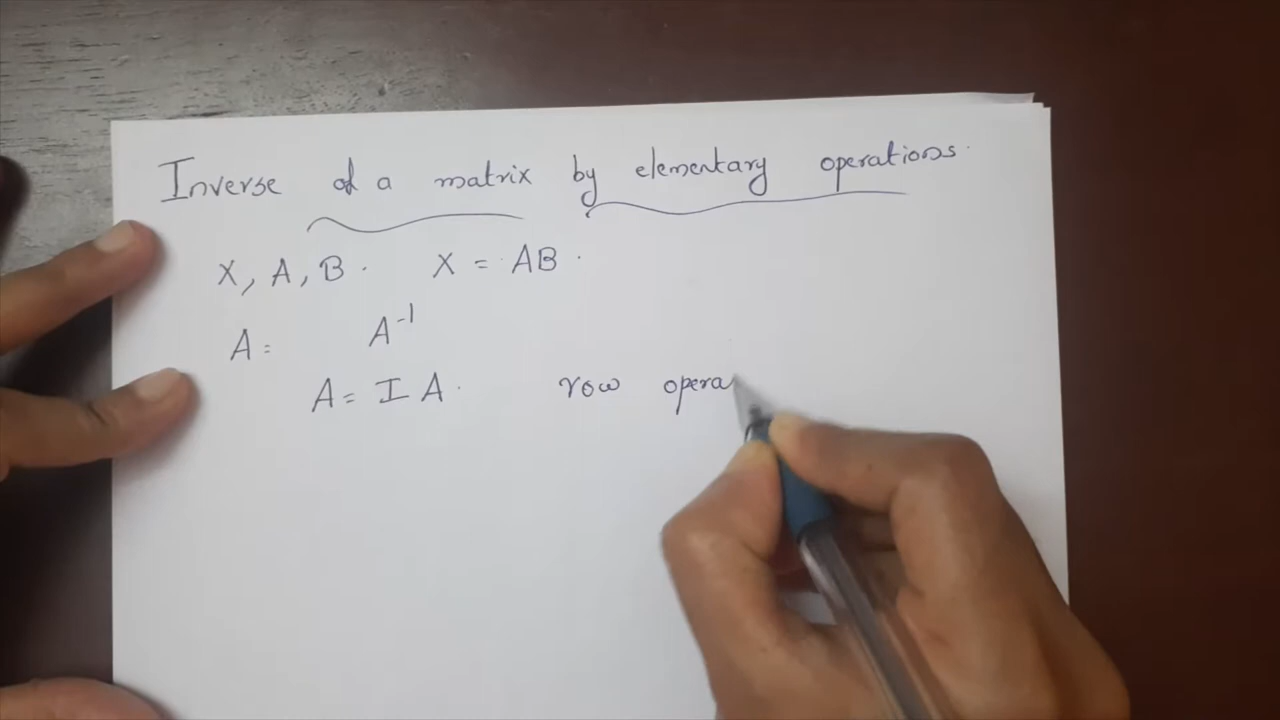 Inverse of a matrix by elementary operations.
X, A, B. X = AB.
A = A⁻¹
A = I A. row opera